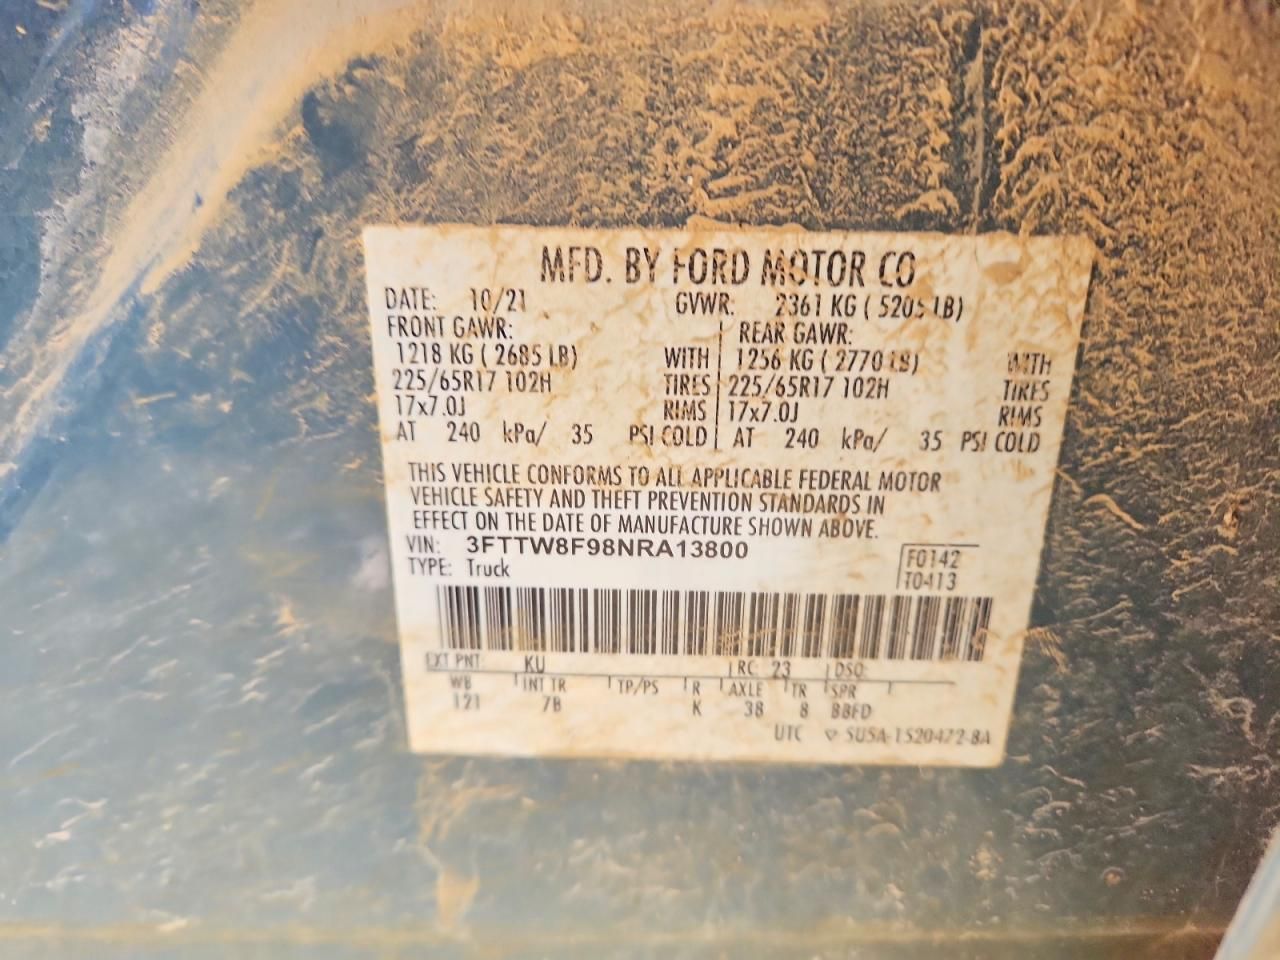 MFD. BY FORD MOTOR CO
DATE: 10/21 GVWR: 2361 KG ( 5205 LB)
FRONT GAWR: REAR GAWR:
1218 KG ( 2685 LB) WITH 1256 KG ( 2770 LB) WITH
225/65R17 102H TIRES 225/65R17 102H TIRES
17x7.0J RIMS 17x7.0J RIMS
AT 240 kPa/ 35 PSI COLD AT 240 kPa/ 35 PSI COLD
THIS VEHICLE CONFORMS TO ALL APPLICABLE FEDERAL MOTOR
VEHICLE SAFETY AND THEFT PREVENTION STANDARDS IN
EFFECT ON THE DATE OF MANUFACTURE SHOWN ABOVE.
VIN: 3FTTW8F98NRA13800
TYPE: Truck
F0142
T0413
EXT PNT: KU RC: 23 DSO:
WB INT TR TP/PS R AXLE TR SPR
121 7B K 38 8 BBFD
UTC SU5A-1520472-BA